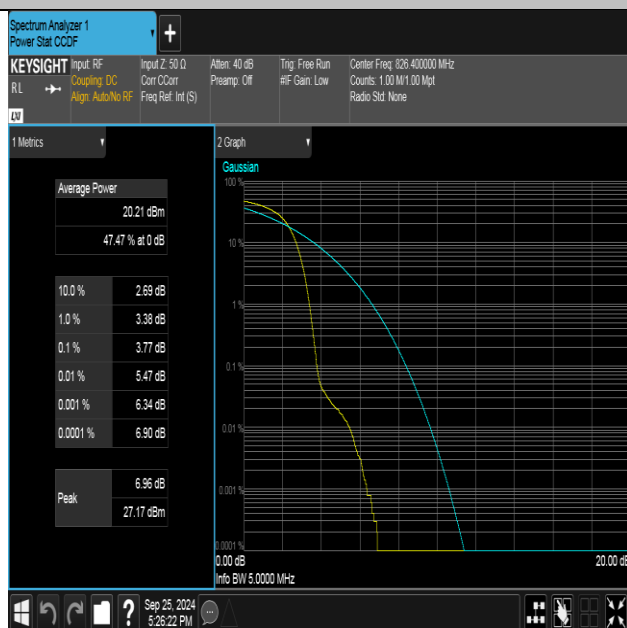 Spectrum Analyzer 1
Power Stat CCDF
+
KEYSIGHT
RL
LXI
Input: RF
Coupling: DC
Align: Auto/No RF
Input Z: 50 Ω
Corr CCorr
Freq Ref: Int (S)
Atten: 40 dB
Preamp: Off
Trig: Free Run
#IF Gain: Low
Center Freq: 826.400000 MHz
Counts: 1.00 M/1.00 Mpt
Radio Std: None
1 Metrics
Average Power
20.21 dBm
47.47 % at 0 dB
10.0 % 2.69 dB
1.0 % 3.38 dB
0.1 % 3.77 dB
0.01 % 5.47 dB
0.001 % 6.34 dB
0.0001 % 6.90 dB
Peak
6.96 dB
27.17 dBm
2 Graph
Gaussian
100 %
10 %
1 %
0.1 %
0.01 %
0.001 %
0.0001 %
0.00 dB
20.00 dB
Info BW 5.0000 MHz
?
Sep 25, 2024
5:26:22 PM